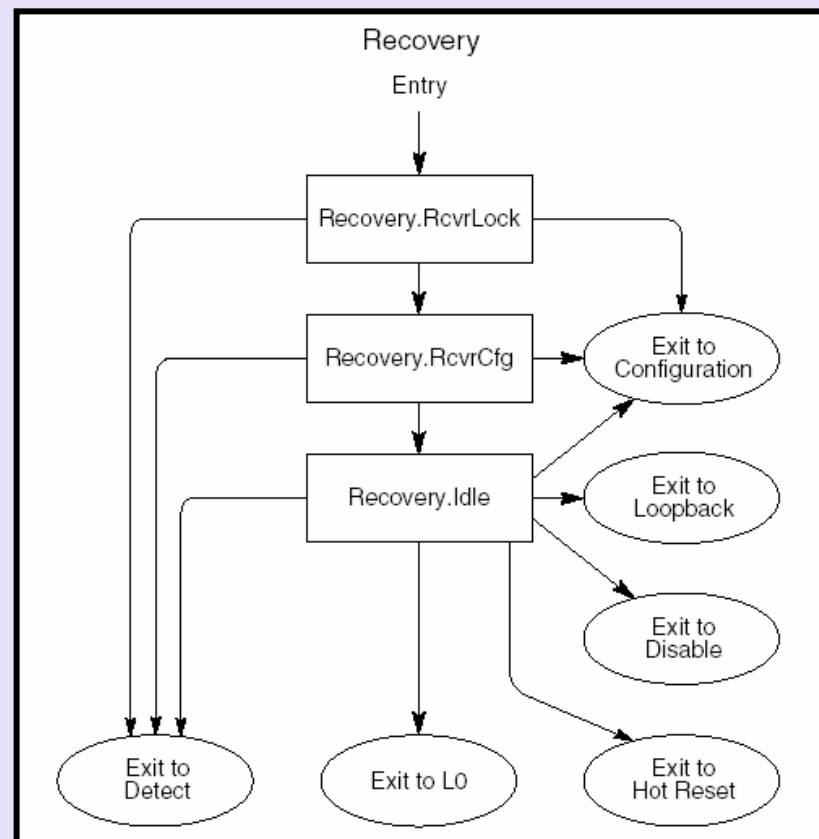 Recovery
Entry
Recovery.RcvrLock
Recovery.RcvrCfg
Exit to
Configuration
Recovery.Idle
Exit to
Loopback
Exit to
Disable
Exit to
Detect
Exit to L0
Exit to
Hot Reset